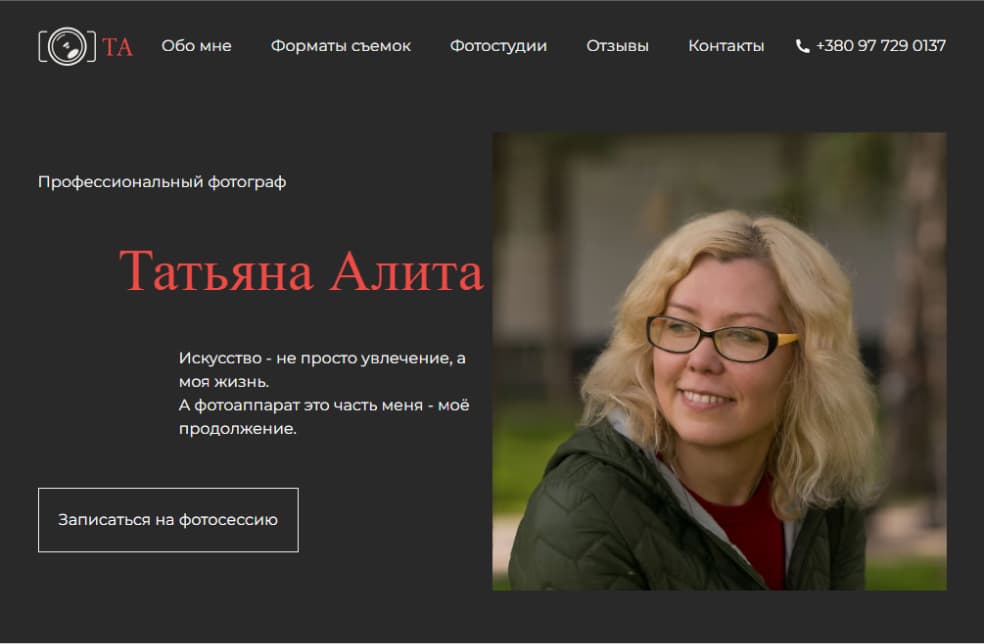 ТА
Обо мне
Форматы съемок
Фотостудии
Отзывы
Контакты
+380 97 729 0137
Профессиональный фотограф
Татьяна Алита
Искусство - не просто увлечение, а
моя жизнь.
А фотоаппарат это часть меня - моё
продолжение.
Записаться на фотосессию